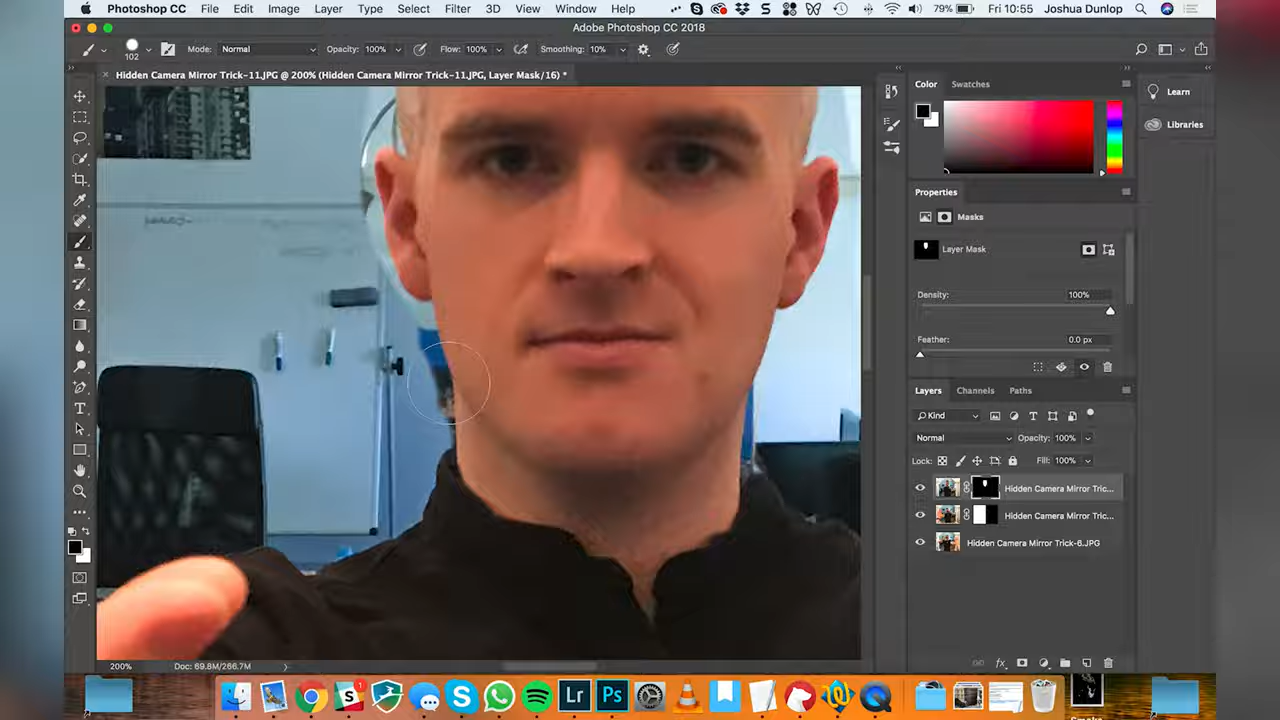 Photoshop CC File Edit Image Layer Type Select Filter 3D View Window Help 79% Fri 10:55 Joshua Dunlop
Adobe Photoshop CC 2018
102 Mode: Normal Opacity: 100% Flow: 100% Smoothing: 10%
Hidden Camera Mirror Trick-11.JPG @ 200% (Hidden Camera Mirror Trick-11.JPG, Layer Mask/16) *
Color Swatches
Learn
Libraries
Properties
Masks
Layer Mask
Density: 100%
Feather: 0.0 px
Layers Channels Paths
Kind
Normal Opacity: 100%
Lock: Fill: 100%
Hidden Camera Mirror Tric...
Hidden Camera Mirror Tric...
Hidden Camera Mirror Trick-6.JPG
fx
200% Doc: 69.8M/266.7M
1
Lr Ps